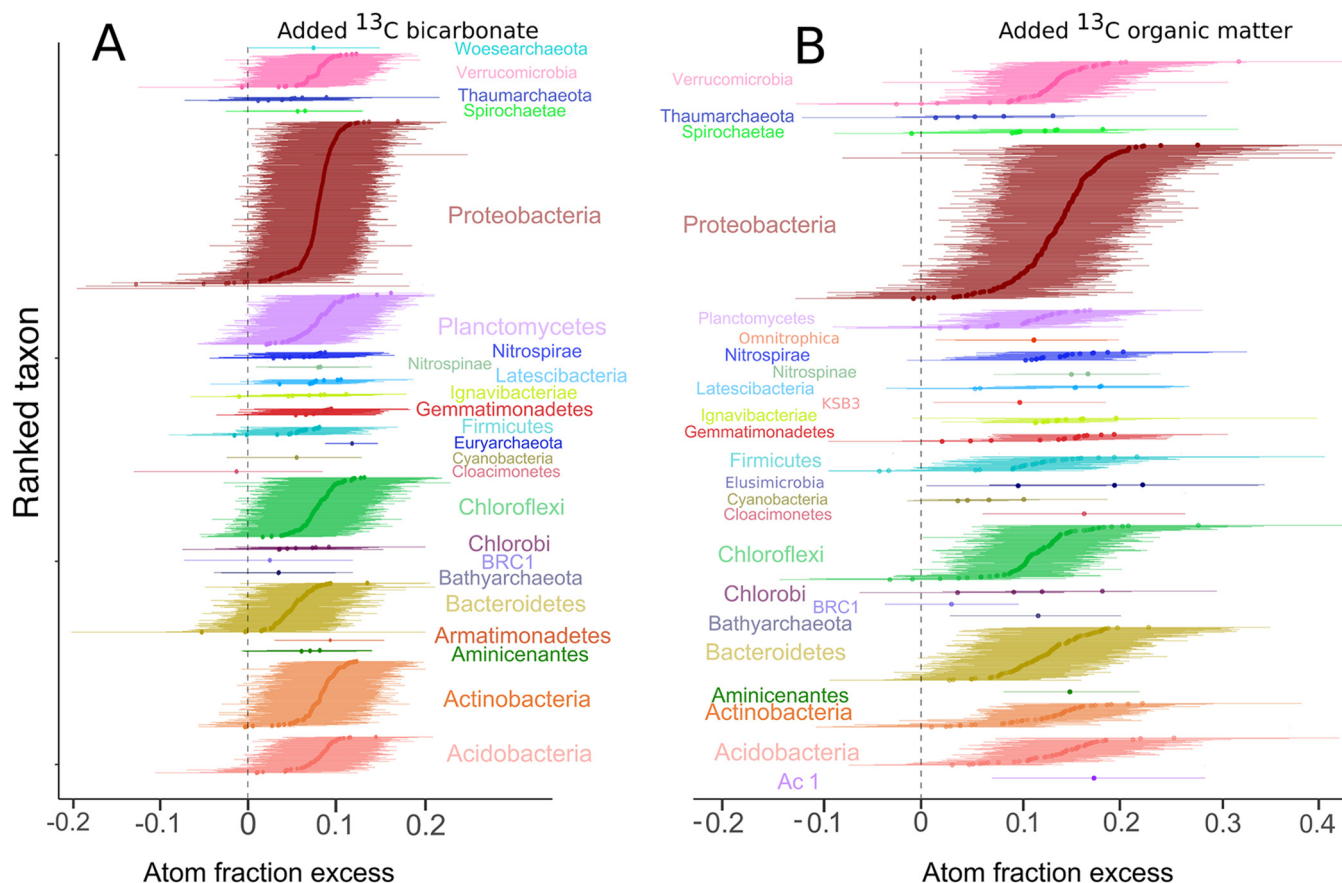 A
Added ¹³C bicarbonate
Woesearchaeota
Verrucomicrobia
Thaumarchaeota
Spirochaetae
Proteobacteria
Planctomycetes
Nitrospirae
Nitrospinae
Latescibacteria
Ignavibacteriae
Gemmatimonadetes
Firmicutes
Euryarchaeota
Cyanobacteria
Cloacimonetes
Chloroflexi
Chlorobi
BRC1
Bathyarchaeota
Bacteroidetes
Armatimonadetes
Aminicenantes
Actinobacteria
Acidobacteria
Ranked taxon
-0.2 -0.1 0 0.1 0.2
Atom fraction excess
B
Added ¹³C organic matter
Verrucomicrobia
Thaumarchaeota
Spirochaetae
Proteobacteria
Planctomycetes
Omnitrophica
Nitrospirae
Nitrospinae
Latescibacteria
KSB3
Ignavibacteriae
Gemmatimonadetes
Firmicutes
Elusimicrobia
Cyanobacteria
Cloacimonetes
Chloroflexi
Chlorobi
BRC1
Bathyarchaeota
Bacteroidetes
Aminicenantes
Actinobacteria
Acidobacteria
Ac 1
-0.2 -0.1 0 0.1 0.2 0.3 0.4
Atom fraction excess